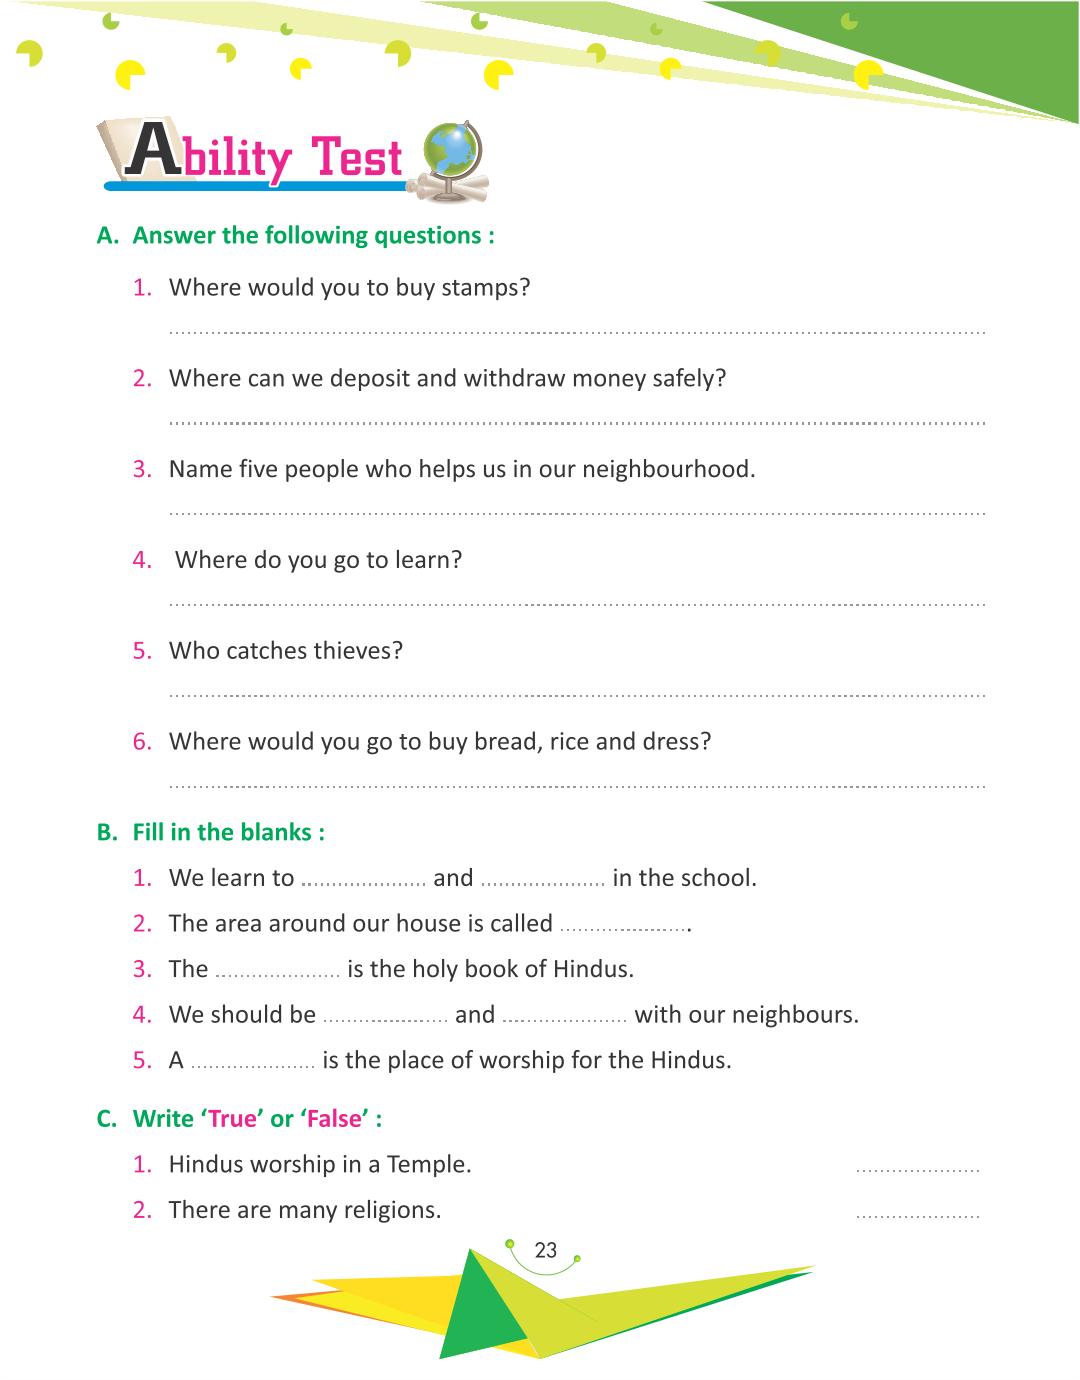 Ability Test
A. Answer the following questions :
1. Where would you to buy stamps?
................................................................
2. Where can we deposit and withdraw money safely?
................................................................
3. Name five people who helps us in our neighbourhood.
................................................................
4. Where do you go to learn?
................................................................
5. Who catches thieves?
................................................................
6. Where would you go to buy bread, rice and dress?
................................................................
B. Fill in the blanks :
1. We learn to .................... and .................... in the school.
2. The area around our house is called .................... .
3. The .................... is the holy book of Hindus.
4. We should be .................... and .................... with our neighbours.
5. A .................... is the place of worship for the Hindus.
C. Write ‘True’ or ‘False’ :
1. Hindus worship in a Temple. ....................
2. There are many religions. ....................
23